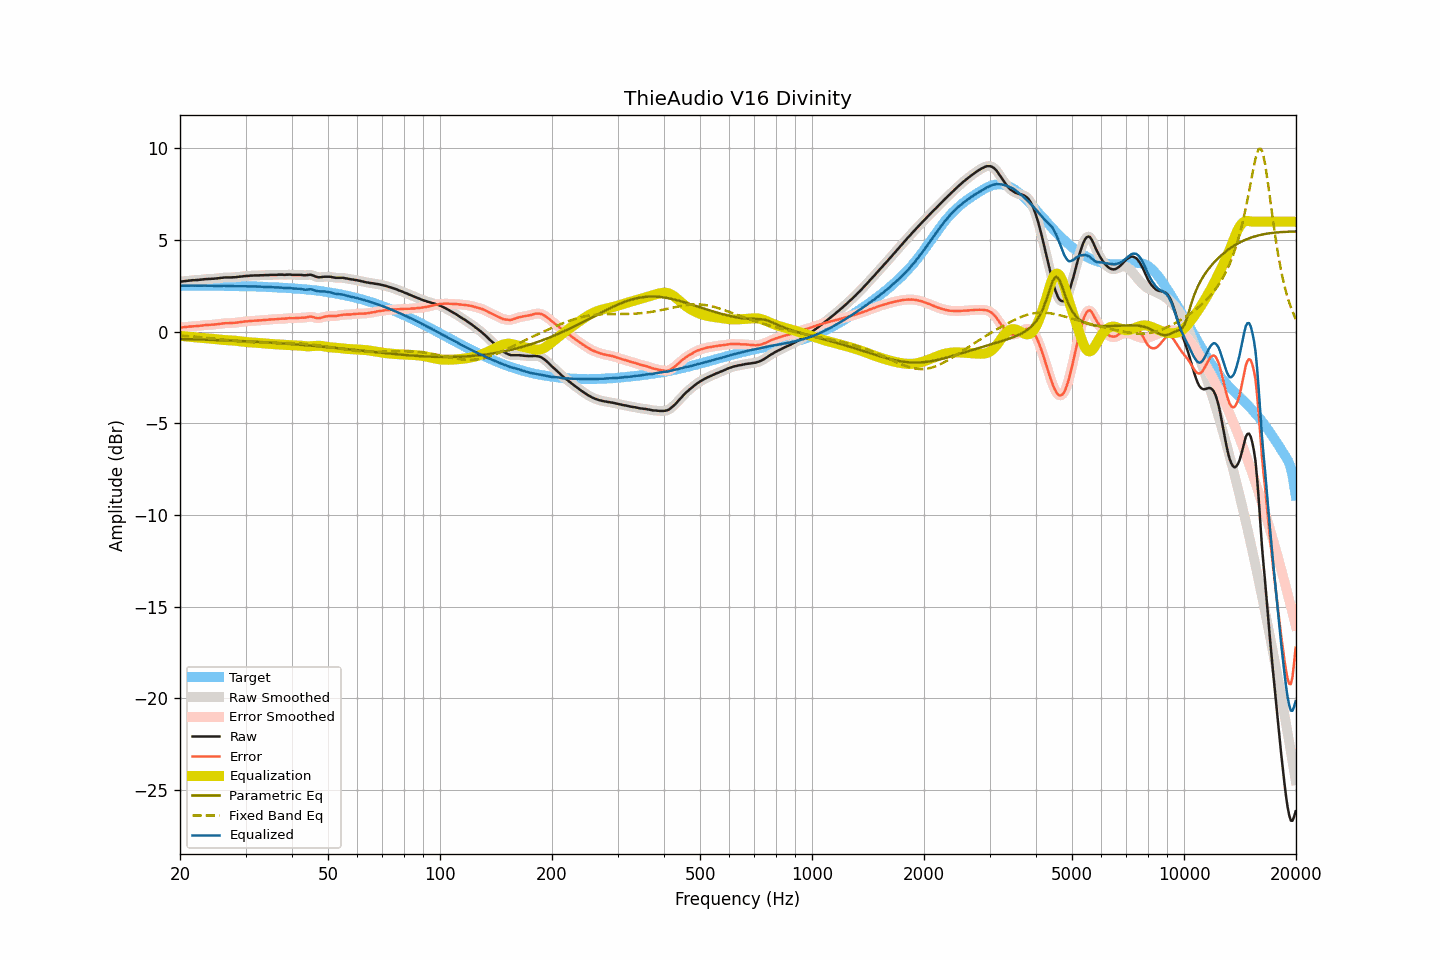 ThieAudio V16 Divinity
10
5
0
−5
−10
−15
−20
−25
Amplitude (dBr)
Target
Raw Smoothed
Error Smoothed
Raw
Error
Equalization
Parametric Eq
Fixed Band Eq
Equalized
20 50 100 200 500 1000 2000 5000 10000 20000
Frequency (Hz)